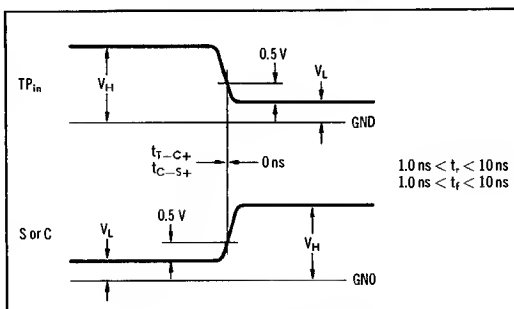 0.5 V
V_L
TP_in
V_H
GND
t_T–C+
t_C–S+
0 ns
1.0 ns < t_r < 10 ns
1.0 ns < t_f < 10 ns
0.5 V
V_L
S or C
V_H
GNO